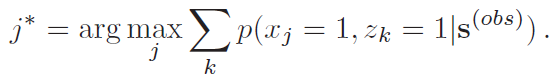 j* = arg max_j ∑_k p(x_j = 1, z_k = 1|s^(obs)) .